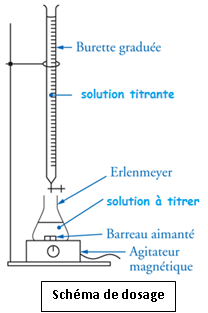 Burette graduée
solution titrante
Erlenmeyer
solution à titrer
Barreau aimanté
Agitateur
magnétique
Schéma de dosage